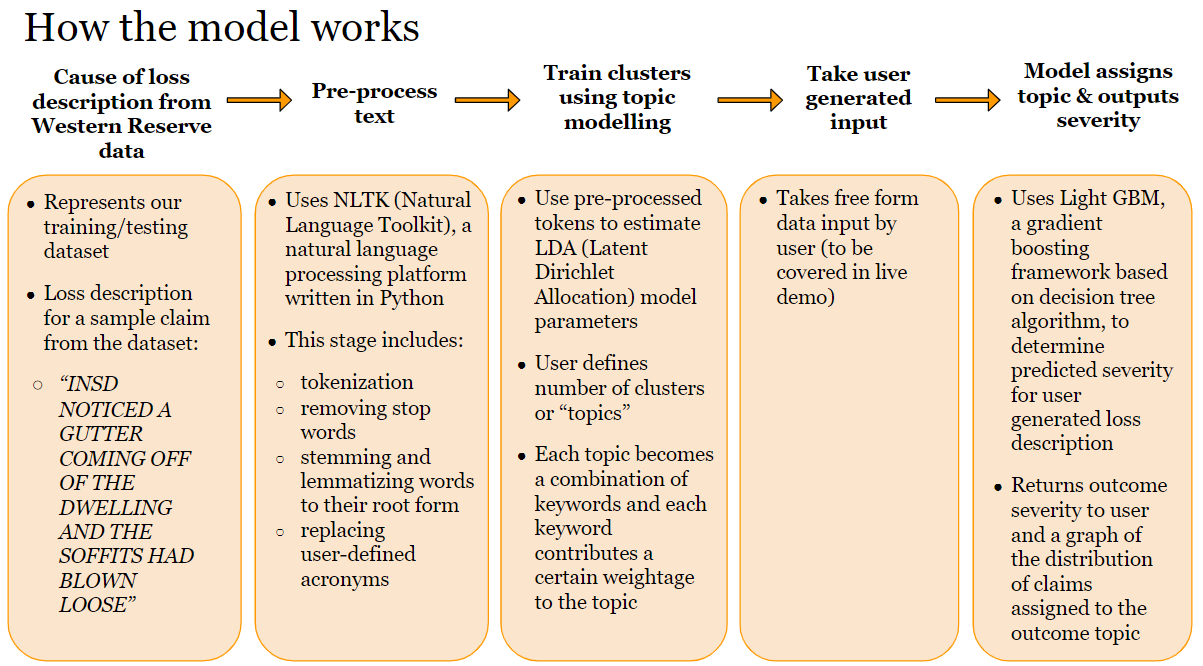 How the model works
Cause of loss
description from
Western Reserve
data
Pre-process
text
Train clusters
using topic
modelling
Take user
generated
input
Model assigns
topic & outputs
severity
● Represents our
training/testing
dataset
● Loss description
for a sample claim
from the dataset:
○ “INSD
NOTICED A
GUTTER
COMING OFF
OF THE
DWELLING
AND THE
SOFFITS HAD
BLOWN
LOOSE”
● Uses NLTK (Natural
Language Toolkit), a
natural language
processing platform
written in Python
● This stage includes:
○ tokenization
○ removing stop
words
○ stemming and
lemmatizing words
to their root form
○ replacing
user-defined
acronyms
● Use pre-processed
tokens to estimate
LDA (Latent
Dirichlet
Allocation) model
parameters
● User defines
number of clusters
or “topics”
● Each topic becomes
a combination of
keywords and each
keyword
contributes a
certain weightage
to the topic
● Takes free form
data input by
user (to be
covered in live
demo)
● Uses Light GBM,
a gradient
boosting
framework based
on decision tree
algorithm, to
determine
predicted severity
for user
generated loss
description
● Returns outcome
severity to user
and a graph of
the distribution
of claims
assigned to the
outcome topic